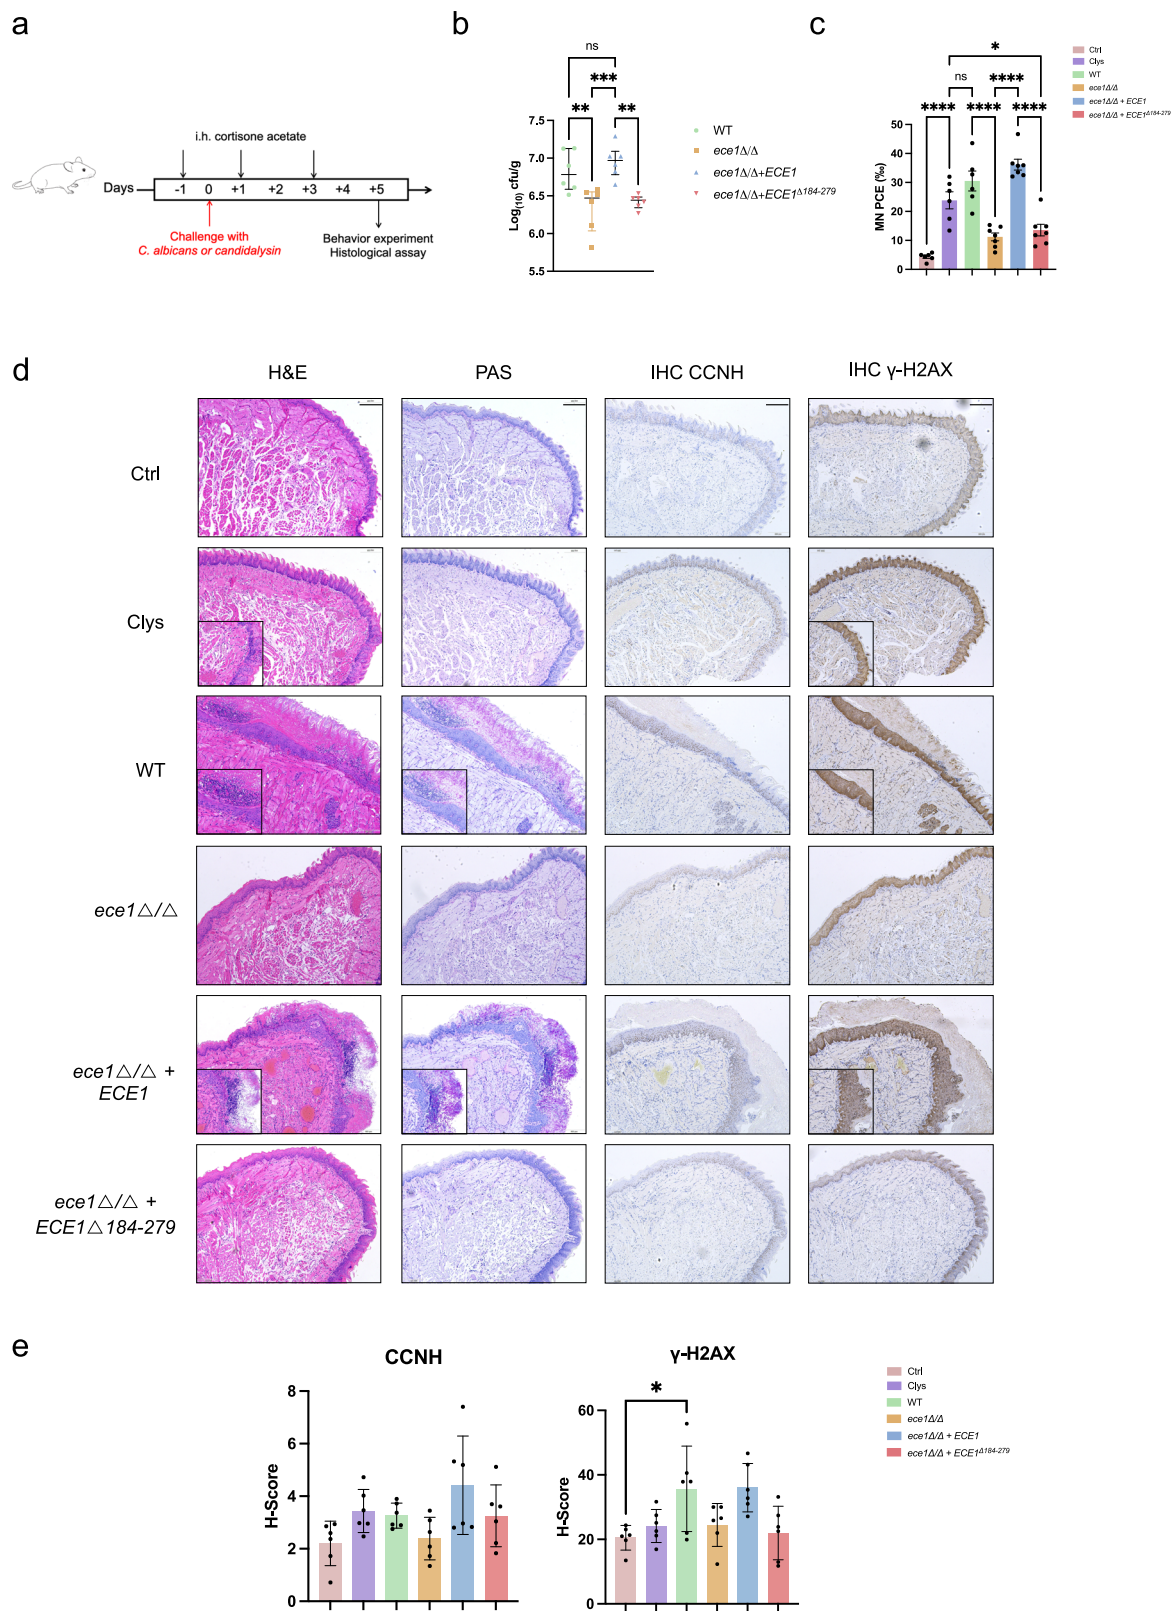 a
i.h. cortisone acetate
Days
-1
0
+1
+2
+3
+4
+5
Challenge with
C. albicans or candidalysin
Behavior experiment
Histological assay
b
ns
***
**
**
7.5
7.0
6.5
6.0
5.5
Log(10) cfu/g
WT
ece1Δ/Δ
ece1Δ/Δ+ECE1
ece1Δ/Δ+ECE1Δ184-279
c
*
ns
****
****
****
****
50
40
30
20
10
0
MN PCE (‰)
Ctrl
Clys
WT
ece1Δ/Δ
ece1Δ/Δ + ECE1
ece1Δ/Δ + ECE1Δ184-279
d
H&E
PAS
IHC CCNH
IHC γ-H2AX
Ctrl
Clys
WT
ece1△/△
ece1△/△ +
ECE1
ece1△/△ +
ECE1△184-279
e
CCNH
8
6
4
2
0
H-Score
γ-H2AX
*
60
40
20
0
H-Score
Ctrl
Clys
WT
ece1Δ/Δ
ece1Δ/Δ + ECE1
ece1Δ/Δ + ECE1Δ184-279